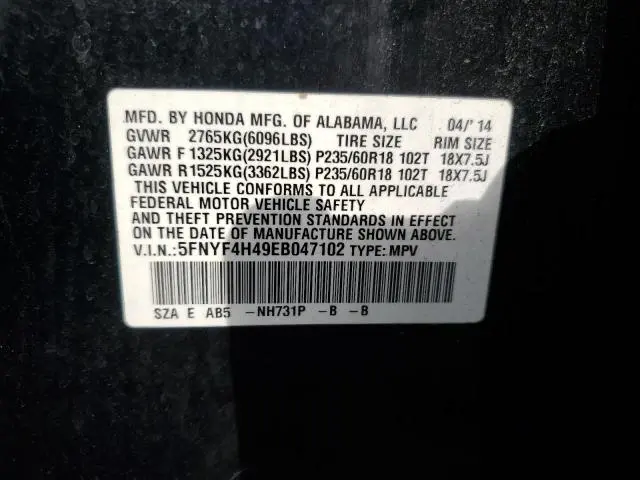 MFD. BY HONDA MFG. OF ALABAMA, LLC 04/'14
GVWR 2765KG(6096LBS) TIRE SIZE RIM SIZE
GAWR F 1325KG(2921LBS) P235/60R18 102T 18X7.5J
GAWR R1525KG(3362LBS) P235/60R18 102T 18X7.5J
THIS VEHICLE CONFORMS TO ALL APPLICABLE
FEDERAL MOTOR VEHICLE SAFETY
AND THEFT PREVENTION STANDARDS IN EFFECT
ON THE DATE OF MANUFACTURE SHOWN ABOVE.
V.I.N.:5FNYF4H49EB047102 TYPE: MPV
SZA E AB5 -NH731P -B -B